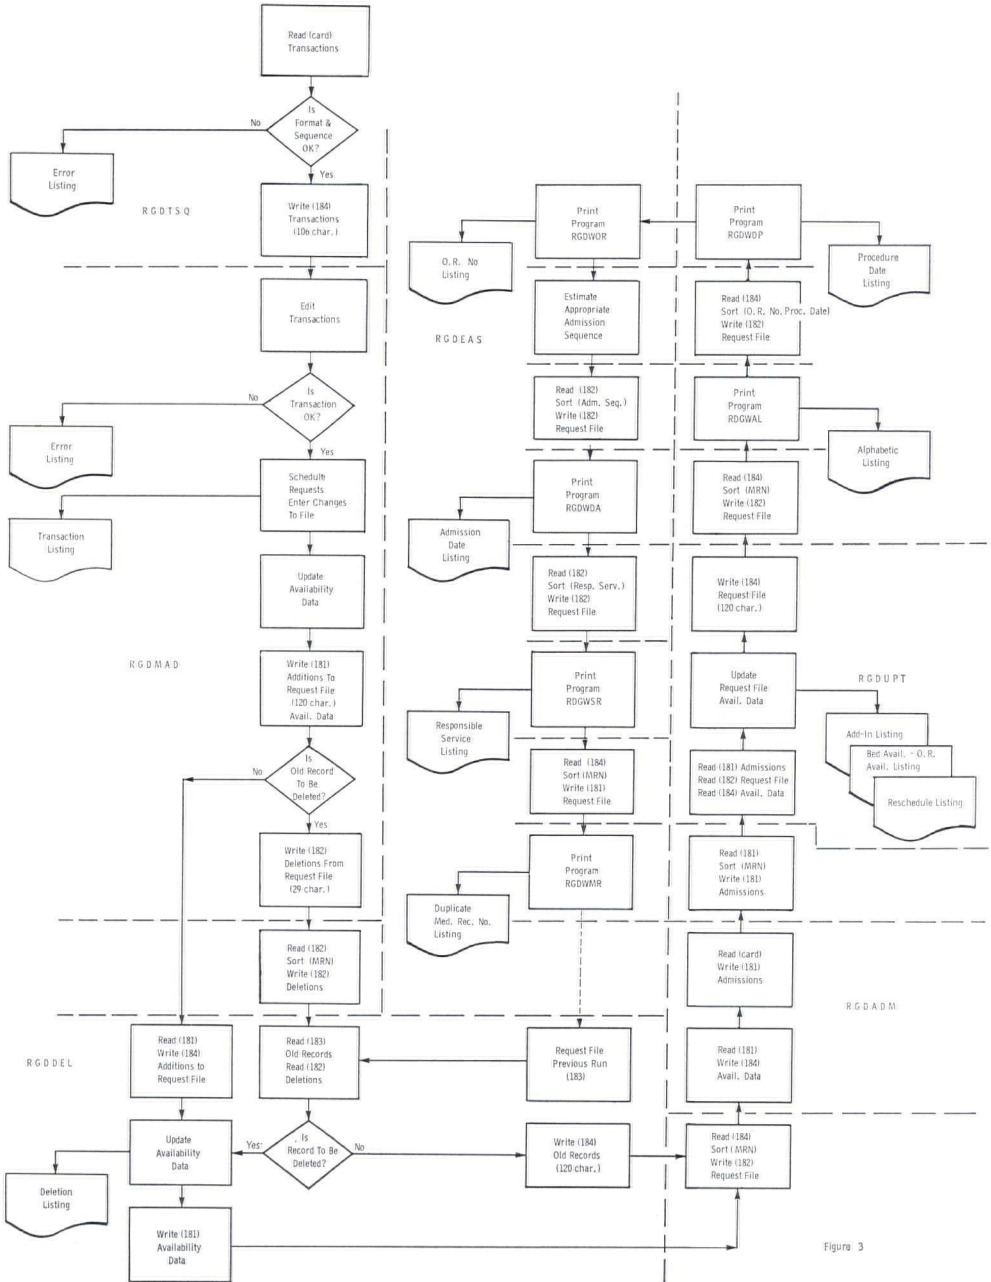 Read (card)
Transactions
Is
Format &
Sequence
OK?
No
Yes
Error
Listing
RGDTSQ
Write (184)
Transactions
(106 char.)
Edit
Transactions
Is
Transaction
OK?
No
Yes
Error
Listing
Schedule
Requests
Enter Changes
To File
Transaction
Listing
Update
Availability
Data
RGDMAD
Write (181)
Additions To
Request File
(120 char.)
Avail. Data
Is
Old Record
To Be
Deleted?
No
Yes
Write (182)
Deletions From
Request File
(29 char.)
Read (182)
Sort (MRN)
Write (182)
Deletions
RGDDEL
Read (181)
Write (184)
Additions to
Request File
Read (183)
Old Records
Read (182)
Deletions
Request File
Previous Run
(183)
Update
Availability
Data
Yes
Is
Record To Be
Deleted?
No
Write (184)
Old Records
(120 char.)
Deletion
Listing
Write (181)
Availability
Data
Print
Program
RGDWOR
O.R. No
Listing
RGDEAS
Estimate
Appropriate
Admission
Sequence
Read (182)
Sort (Adm. Seq.)
Write (182)
Request File
Print
Program
RGDWDA
Admission
Date
Listing
Read (182)
Sort (Resp. Serv.)
Write (182)
Request File
Print
Program
RDGWSR
Responsible
Service
Listing
Read (184)
Sort (MRN)
Write (181)
Request File
Print
Program
RGDWMR
Duplicate
Med. Rec. No.
Listing
Print
Program
RGDWDP
Procedure
Date
Listing
Read (184)
Sort (O.R. No. Proc. Date)
Write (182)
Request File
Print
Program
RDGWAL
Alphabetic
Listing
Read (184)
Sort (MRN)
Write (182)
Request File
Write (184)
Request File
(120 char.)
Update
Request File
Avail. Data
RGDUPT
Add-In Listing
Bed Avail. - O.R.
Avail. Listing
Reschedule Listing
Read (181) Admissions
Read (182) Request File
Read (184) Avail. Data
Read (181)
Sort (MRN)
Write (181)
Admissions
Read (card)
Write (181)
Admissions
RGDADM
Read (181)
Write (184)
Avail. Data
Read (184)
Sort (MRN)
Write (182)
Request File
Figure 3